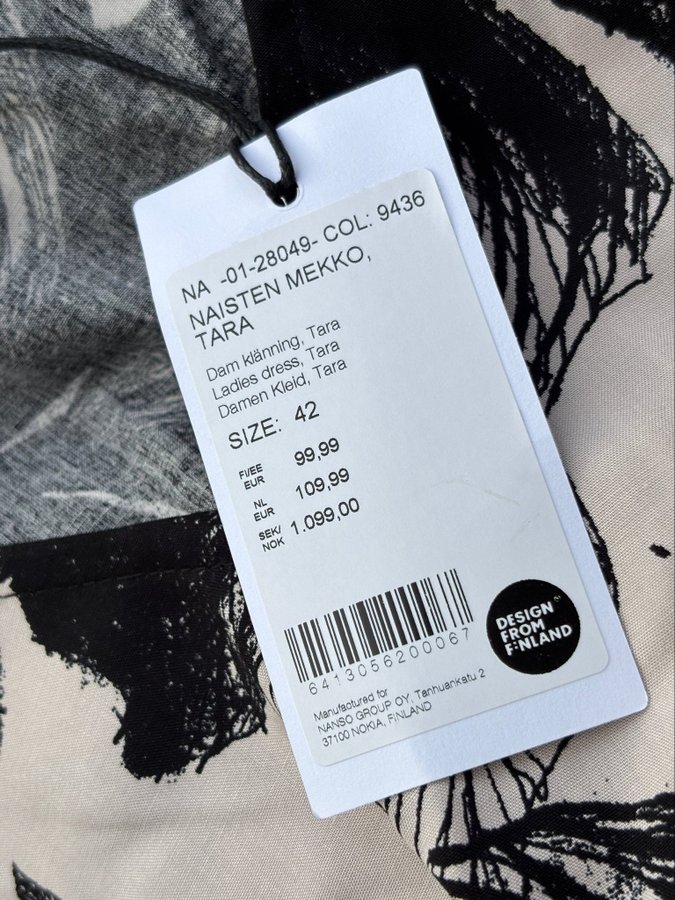 NA -01-28049- COL: 9436
NAISTEN MEKKO,
TARA
Dam klänning, Tara
Ladies dress, Tara
Damen Kleid, Tara
SIZE: 42
FI/EE
EUR 99,99
NL
EUR 109,99
SEK/
NOK 1.099,00
6413056200067
DESIGN
FROM
FINLAND
Manufactured for
NANSO GROUP OY, Tanhuankatu 2
37100 NOKIA, FINLAND